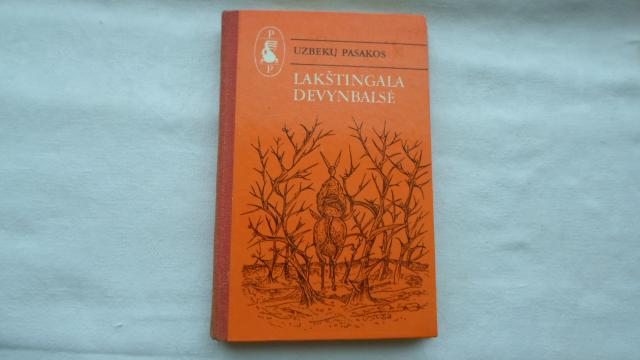 P
P
UZBEKŲ PASAKOS
LAKŠTINGALA
DEVYNBALSĖ